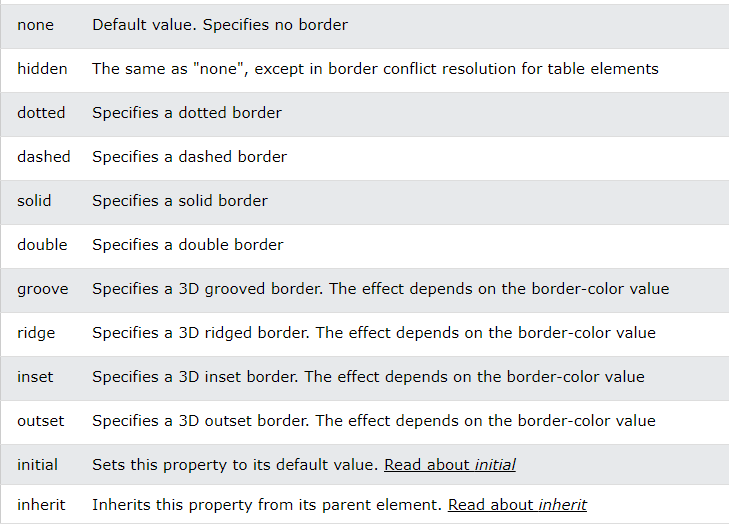 none Default value. Specifies no border
hidden The same as "none", except in border conflict resolution for table elements
dotted Specifies a dotted border
dashed Specifies a dashed border
solid Specifies a solid border
double Specifies a double border
groove Specifies a 3D grooved border. The effect depends on the border-color value
ridge Specifies a 3D ridged border. The effect depends on the border-color value
inset Specifies a 3D inset border. The effect depends on the border-color value
outset Specifies a 3D outset border. The effect depends on the border-color value
initial Sets this property to its default value. Read about initial
inherit Inherits this property from its parent element. Read about inherit